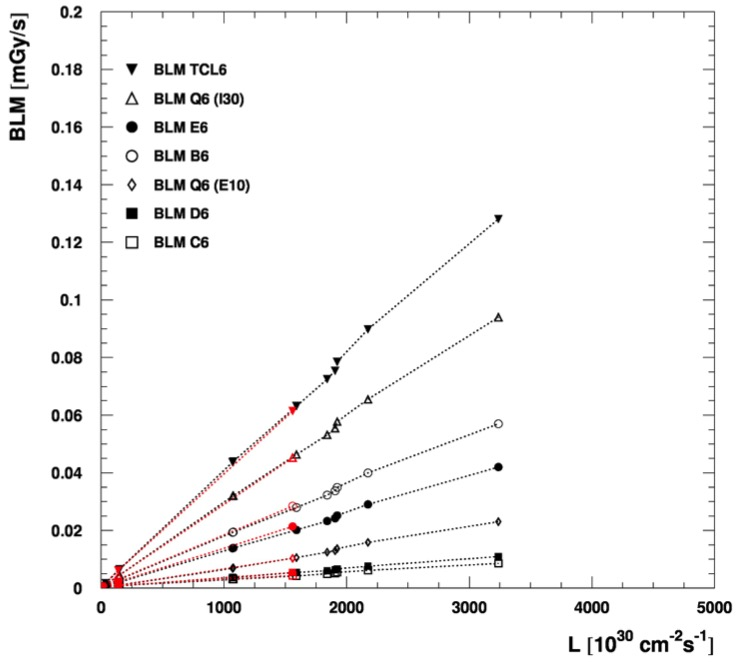 BLM [mGy/s]
0.2
0.18
0.16
0.14
0.12
0.1
0.08
0.06
0.04
0.02
0
BLM TCL6
BLM Q6 (I30)
BLM E6
BLM B6
BLM Q6 (E10)
BLM D6
BLM C6
0 1000 2000 3000 4000 5000
L [10³⁰ cm⁻²s⁻¹]